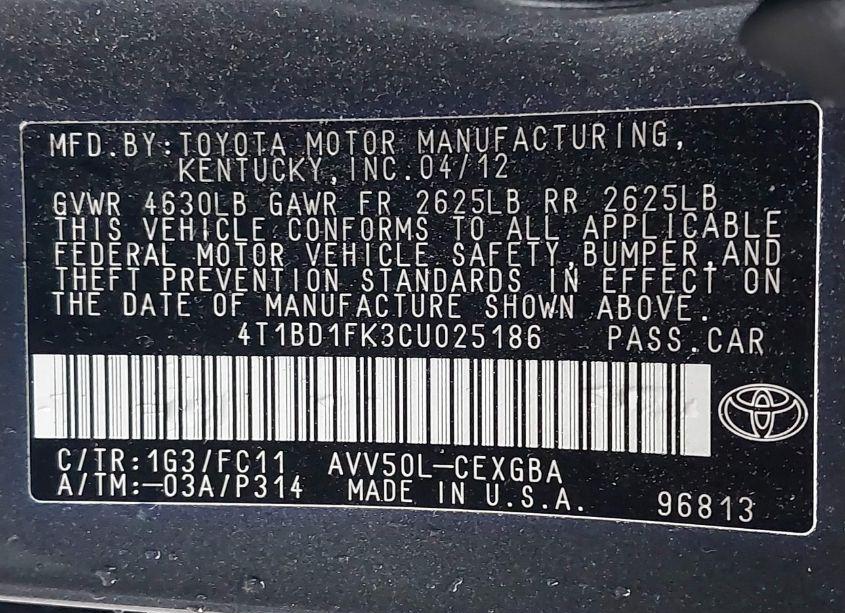 MFD.BY:TOYOTA MOTOR MANUFACTURING,
KENTUCKY,INC.04/12
GVWR 4630LB GAWR FR 2625LB RR 2625LB
THIS VEHICLE CONFORMS TO ALL APPLICABLE
FEDERAL MOTOR VEHICLE SAFETY,BUMPER,AND
THEFT PREVENTION STANDARDS IN EFFECT ON
THE DATE OF MANUFACTURE SHOWN ABOVE.
4T1BD1FK3CU025186 PASS.CAR
C/TR:1G3/FC11 AVV50L-CEXGBA
A/TM:-03A/P314 MADE IN U.S.A. 96813